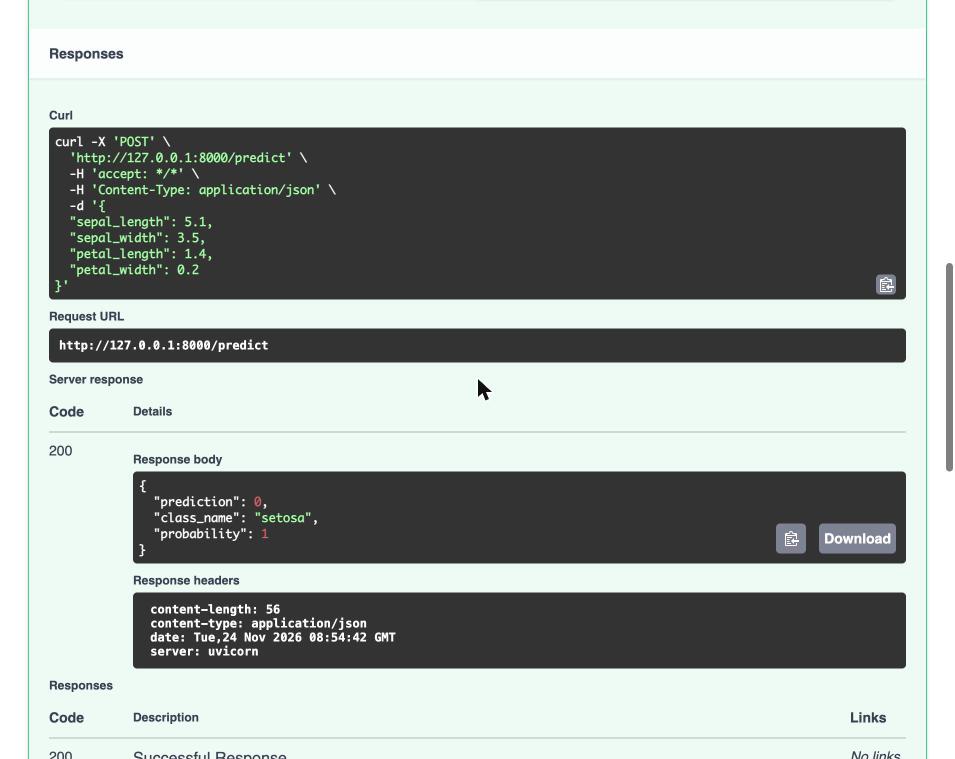 Responses
Curl
curl -X 'POST' \
'http://127.0.0.1:8000/predict' \
-H 'accept: */*' \
-H 'Content-Type: application/json' \
-d '{
"sepal_length": 5.1,
"sepal_width": 3.5,
"petal_length": 1.4,
"petal_width": 0.2
}'
Request URL
http://127.0.0.1:8000/predict
Server response
Code Details
200
Response body
{
"prediction": 0,
"class_name": "setosa",
"probability": 1
}
Download
Response headers
content-length: 56
content-type: application/json
date: Tue,24 Nov 2026 08:54:42 GMT
server: uvicorn
Responses
Code Description Links
200 Successful Response No links